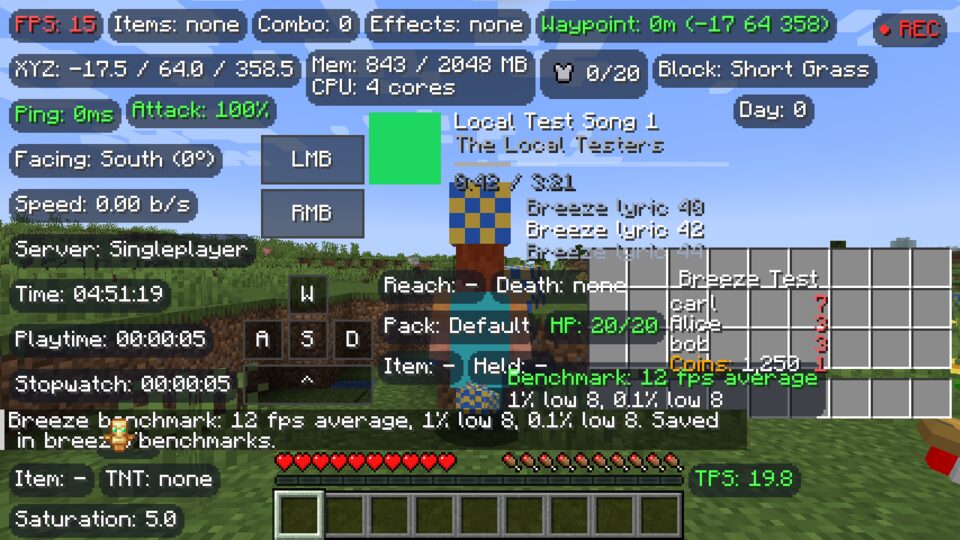 FPS: 15 Items: none Combo: 0 Effects: none Waypoint: 0m (-17 64 358) REC
XYZ: -17.5 / 64.0 / 358.5 Mem: 843 / 2048 MB 0/20 Block: Short Grass
CPU: 4 cores
Ping: 0ms Attack: 100% Day: 0
Local Test Song 1
The Local Testers
Facing: South (0°) LMB
0:42 / 3:21
Speed: 0.00 b/s RMB
Breeze lyric 40
Breeze lyric 42
Breeze lyric 44
Server: Singleplayer
Reach: - Death: none
Breeze Test
Time: 04:51:19 W
carl 7
Pack: Default HP: 20/20 Alice 3
Playtime: 00:00:05 A S D
bob 3
Item: - Held: - Coins: 1,250 1
Stopwatch: 00:00:05 ^
Benchmark: 12 fps average
1% low 8, 0.1% low 8
Breeze benchmark: 12 fps average, 1% low 8, 0.1% low 8. Saved
in breeze benchmarks.
Item: - TNT: none TPS: 19.8
Saturation: 5.0